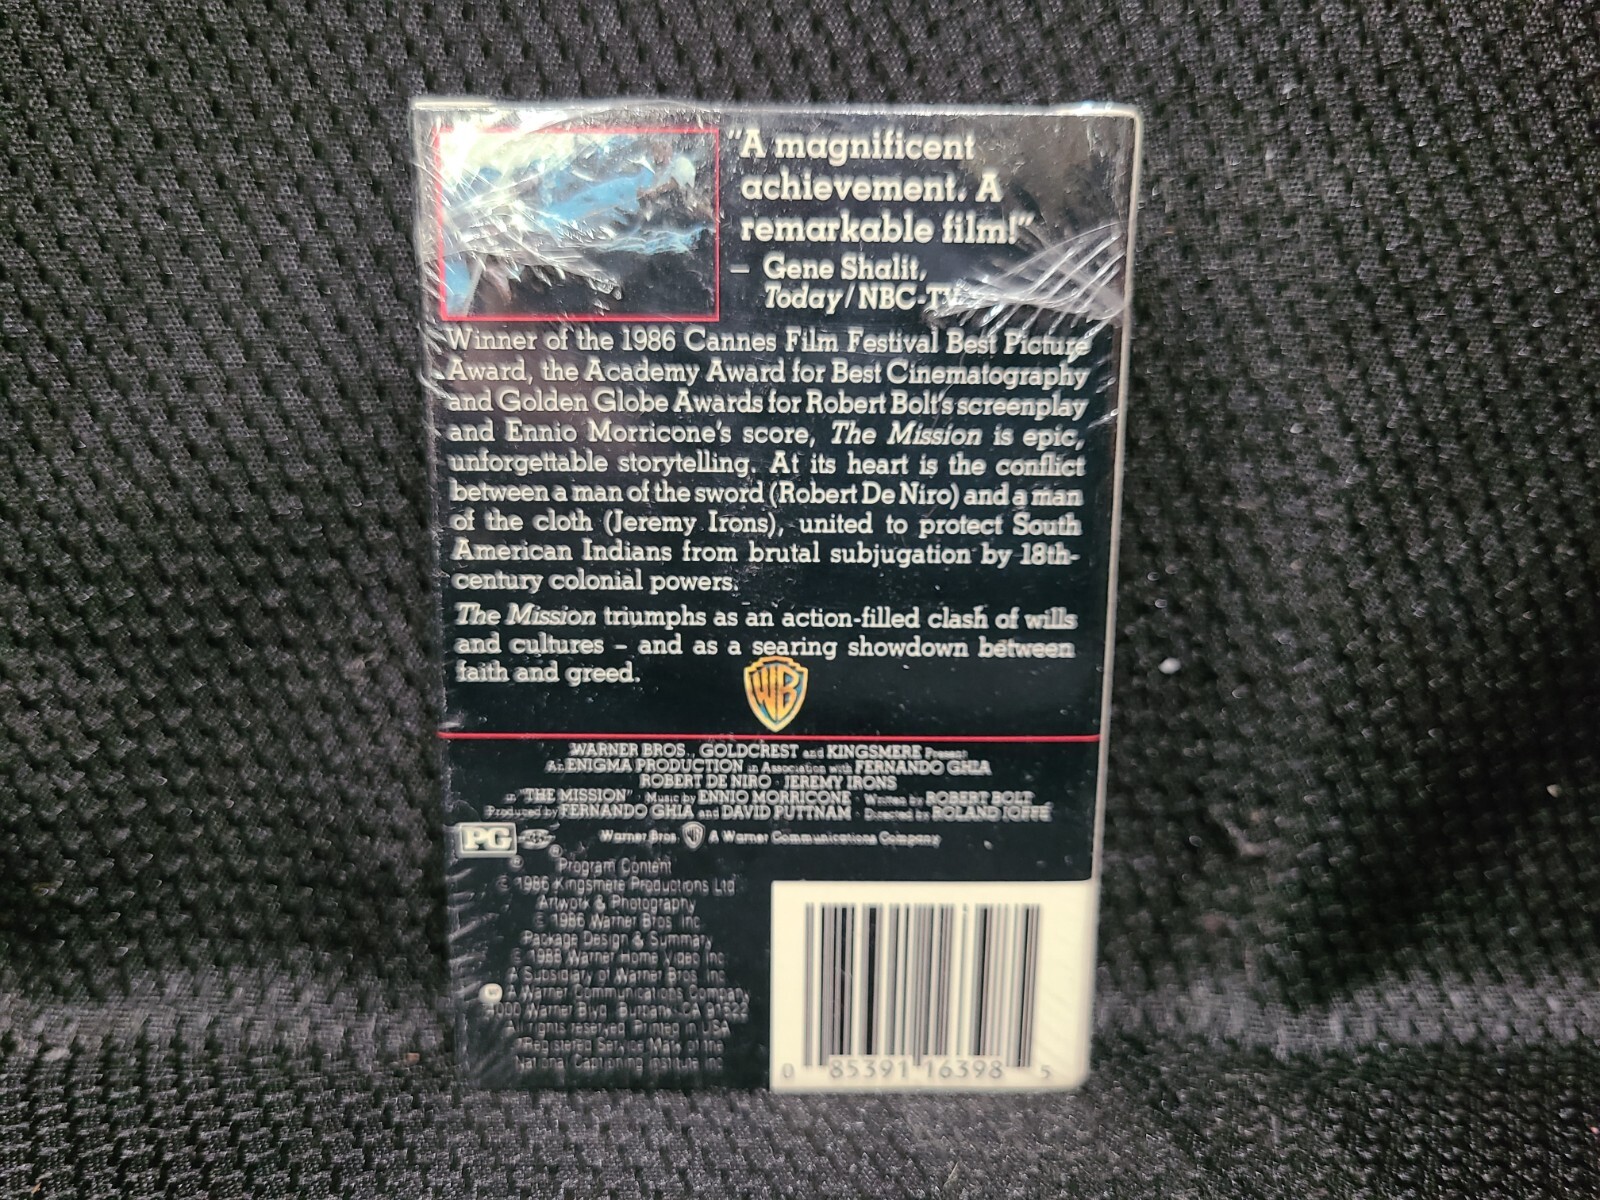 "A magnificent
achievement. A
remarkable film!"
– Gene Shalit,
Today/NBC-TV
Winner of the 1986 Cannes Film Festival Best Picture
Award, the Academy Award for Best Cinematography
and Golden Globe Awards for Robert Bolt's screenplay
and Ennio Morricone's score, The Mission is epic,
unforgettable storytelling. At its heart is the conflict
between a man of the sword (Robert De Niro) and a man
of the cloth (Jeremy Irons), united to protect South
American Indians from brutal subjugation by 18th-
century colonial powers.
The Mission triumphs as an action-filled clash of wills
and cultures – and as a searing showdown between
faith and greed.
WB
WARNER BROS., GOLDCREST and KINGSMERE Present
An ENIGMA PRODUCTION in Association with FERNANDO GHIA
ROBERT DE NIRO · JEREMY IRONS
in "THE MISSION" Music by ENNIO MORRICONE · Written by ROBERT BOLT
Produced by FERNANDO GHIA and DAVID PUTTNAM · Directed by ROLAND JOFFÉ
PG ® Warner Bros. WB A Warner Communications Company
Program Content
© 1986 Kingsmere Productions Ltd.
Artwork & Photography
© 1986 Warner Bros. Inc.
Package Design & Summary
© 1988 Warner Home Video Inc.
A Subsidiary of Warner Bros. Inc.
A Warner Communications Company
4000 Warner Blvd., Burbank, CA 91522
All rights reserved. Printed in USA
Registered Service Mark of the
National Captioning Institute Inc.
0 85391 16398 5